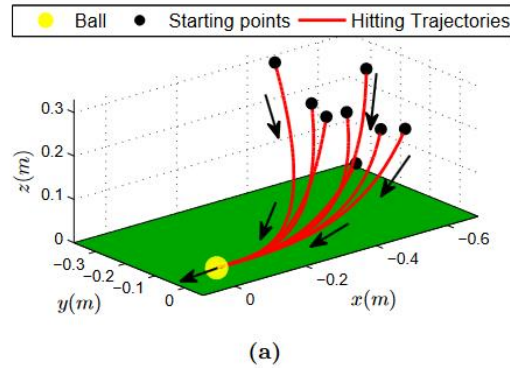 Ball Starting points Hitting Trajectories
0.3
0.2
0.1
0
z(m)
−0.3
−0.2
−0.1
0
y(m)
0
−0.2
−0.4
−0.6
x(m)
(a)